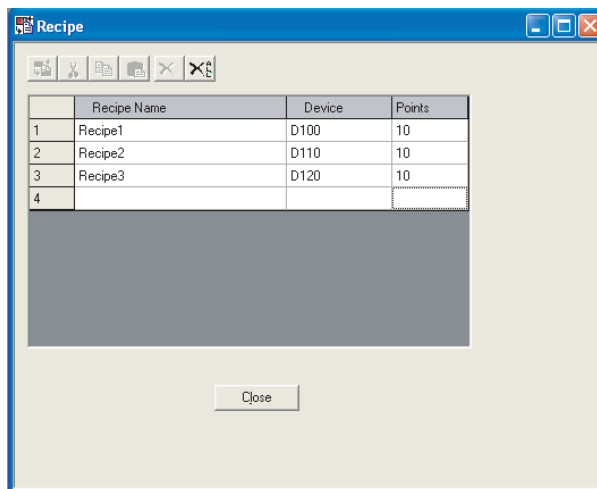 Recipe
Recipe Name Device Points
1 Recipe1 D100 10
2 Recipe2 D110 10
3 Recipe3 D120 10
4
Close